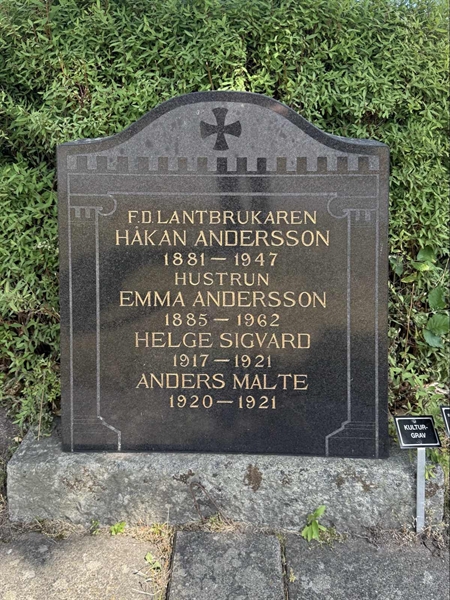 F.D. LANTBRUKAREN
HÅKAN ANDERSSON
1881 – 1947
HUSTRUN
EMMA ANDERSSON
1885 – 1962
HELGE SIGVARD
1917 – 1921
ANDERS MALTE
1920 – 1921
KULTUR-
GRAV